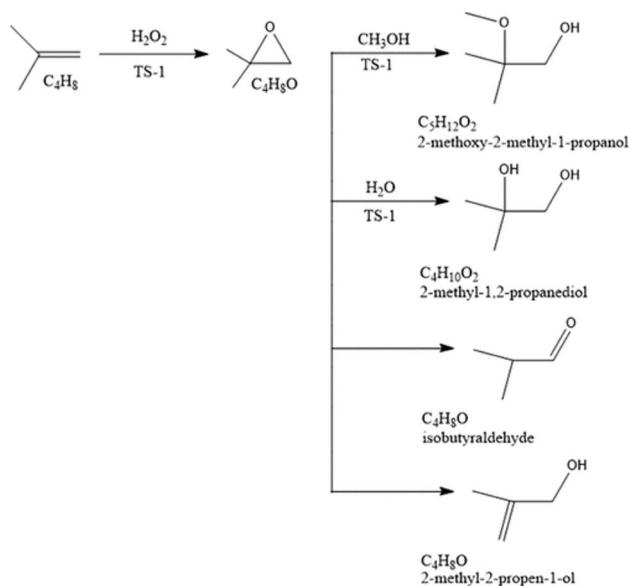 H₂O₂
TS-1
C₄H₈
O
C₄H₈O
CH₃OH
TS-1
O
OH
C₅H₁₂O₂
2-methoxy-2-methyl-1-propanol
H₂O
TS-1
OH
OH
C₄H₁₀O₂
2-methyl-1,2-propanediol
O
C₄H₈O
isobutyraldehyde
OH
C₄H₈O
2-methyl-2-propen-1-ol